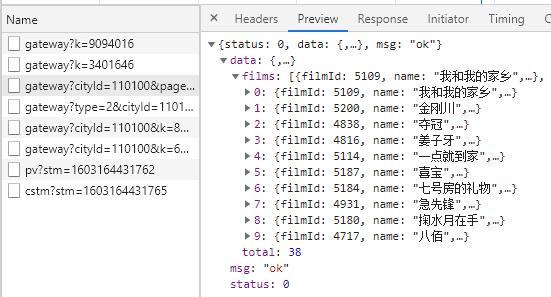 Name
gateway?k=9094016
gateway?k=3401646
gateway?cityId=110100&page...
gateway?type=2&cityId=1101...
gateway?cityId=110100&k=8...
gateway?cityId=110100&k=6...
pv?stm=1603164431762
cstm?stm=1603164431765
Headers Preview Response Initiator Timing
{status: 0, data: {,…}, msg: "ok"}
data: {,…}
films: [{filmId: 5109, name: "我和我的家乡",…},
0: {filmId: 5109, name: "我和我的家乡",…}
1: {filmId: 5200, name: "金刚川",…}
2: {filmId: 4838, name: "夺冠",…}
3: {filmId: 4816, name: "姜子牙",…}
4: {filmId: 5114, name: "一点就到家",…}
5: {filmId: 5187, name: "喜宝",…}
6: {filmId: 5184, name: "七号房的礼物",…}
7: {filmId: 4931, name: "急先锋",…}
8: {filmId: 5180, name: "掬水月在手",…}
9: {filmId: 4717, name: "八佰",…}
total: 38
msg: "ok"
status: 0